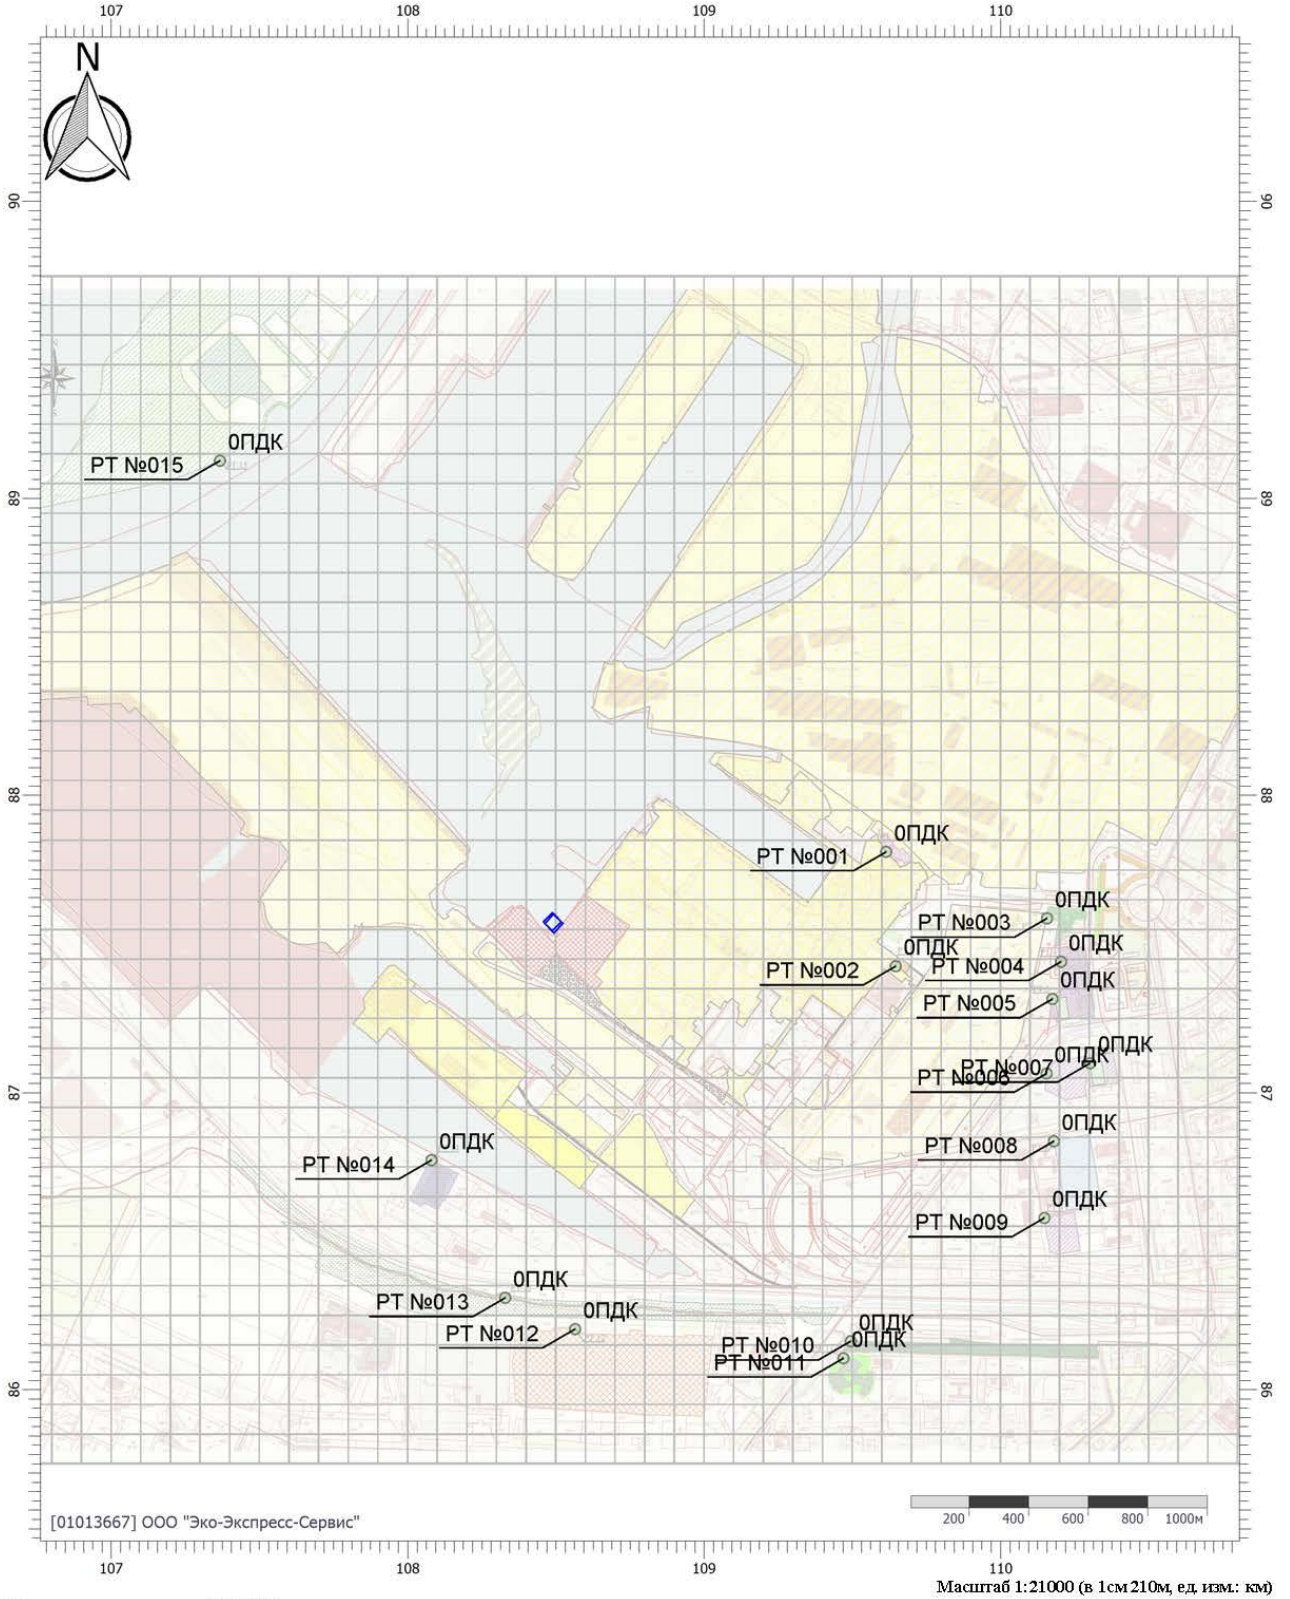 107 108 109 110
N
90 90
0ПДК
РТ №015
89 89
88 88
0ПДК
РТ №001
0ПДК
РТ №003
0ПДК
РТ №002
0ПДК
РТ №004
0ПДК
РТ №005
0ПДК
РТ №007
0ПДК
РТ №006
87 87
0ПДК
РТ №008
0ПДК
РТ №014
0ПДК
РТ №009
0ПДК
РТ №013
0ПДК
РТ №012
0ПДК
РТ №010
0ПДК
РТ №011
86 86
[01013667] ООО "Эко-Экспресс-Сервис"
200 400 600 800 1000м
107 108 109 110
Масштаб 1:21000 (в 1см 210м, ед. изм.: км)